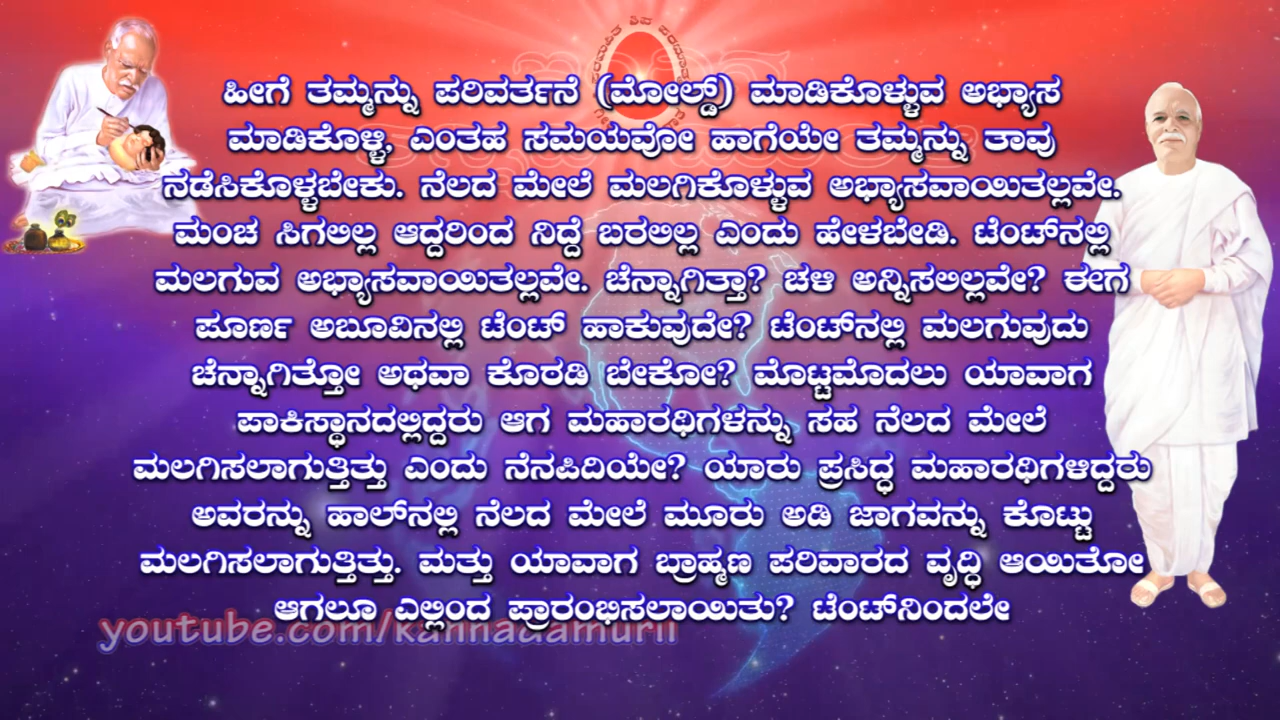 ಹೀಗೆ ತಮ್ಮನ್ನು ಪರಿವರ್ತನೆ (ಮೋಲ್ಡ್) ಮಾಡಿಕೊಳ್ಳುವ ಅಭ್ಯಾಸ
ಮಾಡಿಕೊಳ್ಳಿ, ಎಂತಹ ಸಮಯವೋ ಹಾಗೆಯೇ ತಮ್ಮನ್ನು ತಾವು
ನಡೆಸಿಕೊಳ್ಳಬೇಕು. ನೆಲದ ಮೇಲೆ ಮಲಗಿಕೊಳ್ಳುವ ಅಭ್ಯಾಸವಾಯಿತಲ್ಲವೇ.
ಮಂಚ ಸಿಗಲಿಲ್ಲ ಆದ್ದರಿಂದ ನಿದ್ದೆ ಬರಲಿಲ್ಲ ಎಂದು ಹೇಳಬೇಡಿ. ಟೆಂಟ್‌ನಲ್ಲಿ
ಮಲಗುವ ಅಭ್ಯಾಸವಾಯಿತಲ್ಲವೇ. ಚೆನ್ನಾಗಿತ್ತಾ? ಚಳಿ ಅನ್ನಿಸಲಿಲ್ಲವೇ? ಈಗ
ಪೂರ್ಣ ಅಬೂವಿನಲ್ಲಿ ಟೆಂಟ್ ಹಾಕುವುದೇ? ಟೆಂಟ್‌ನಲ್ಲಿ ಮಲಗುವುದು
ಚೆನ್ನಾಗಿತ್ತೋ ಅಥವಾ ಕೊಠಡಿ ಬೇಕೋ? ಮೊಟ್ಟಮೊದಲು ಯಾವಾಗ
ಪಾಕಿಸ್ಥಾನದಲ್ಲಿದ್ದರು ಆಗ ಮಹಾರಥಿಗಳನ್ನು ಸಹ ನೆಲದ ಮೇಲೆ
ಮಲಗಿಸಲಾಗುತ್ತಿತ್ತು ಎಂದು ನೆನಪಿದಿಯೇ? ಯಾರು ಪ್ರಸಿದ್ಧ ಮಹಾರಥಿಗಳಿದ್ದರು
ಅವರನ್ನು ಹಾಲ್‌ನಲ್ಲಿ ನೆಲದ ಮೇಲೆ ಮೂರು ಅಡಿ ಜಾಗವನ್ನು ಕೊಟ್ಟು
ಮಲಗಿಸಲಾಗುತ್ತಿತ್ತು. ಮತ್ತು ಯಾವಾಗ ಬ್ರಾಹ್ಮಣ ಪರಿವಾರದ ವೃದ್ಧಿ ಆಯಿತೋ
ಆಗಲೂ ಎಲ್ಲಿಂದ ಪ್ರಾರಂಭಿಸಲಾಯಿತು? ಟೆಂಟ್‌ನಿಂದಲೇ
youtube.com/kannadamurli